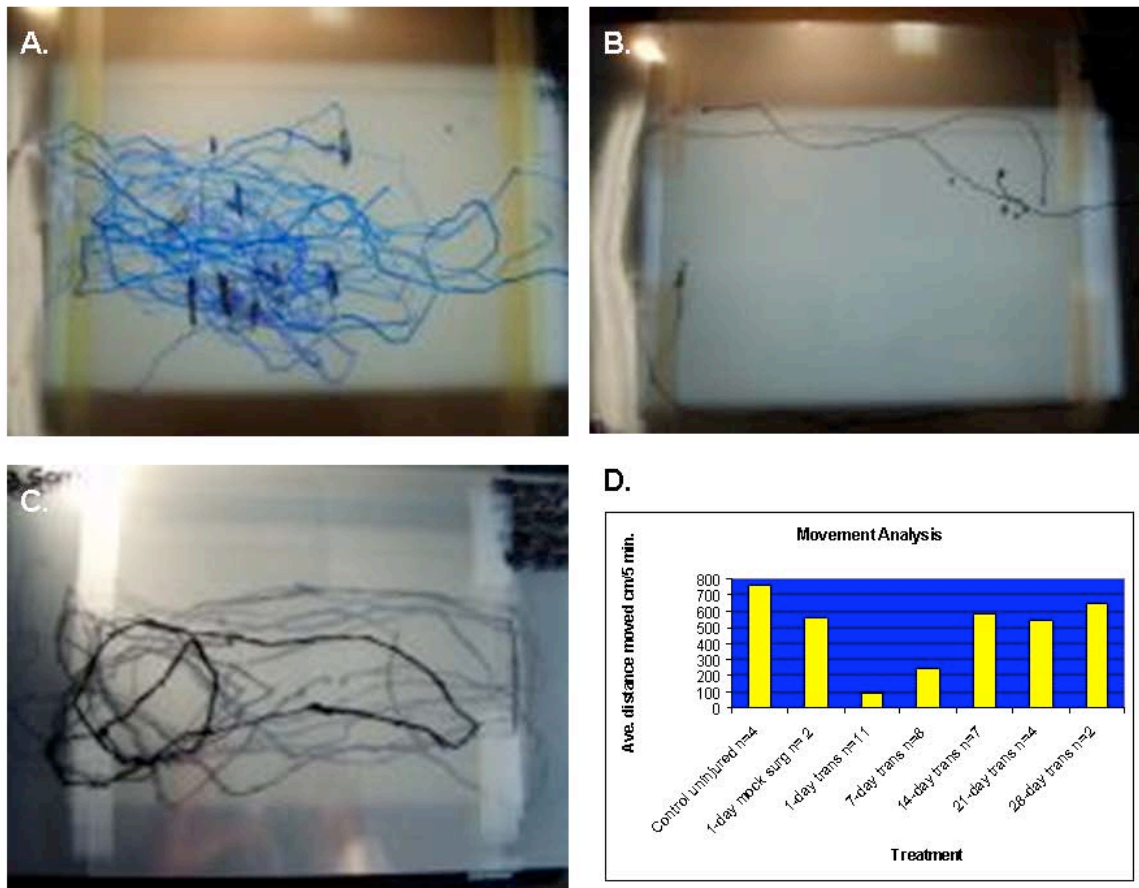 A.
B.
C.
D.
Movement Analysis
Ave. distance moved cm/5 min.
800
700
600
500
400
300
200
100
0
Control uninjured n=4
1-day mock surg n= 2
1-day trans n=11
7-day trans n=8
14-day trans n=7
21-day trans n=4
28-day trans n=2
Treatment